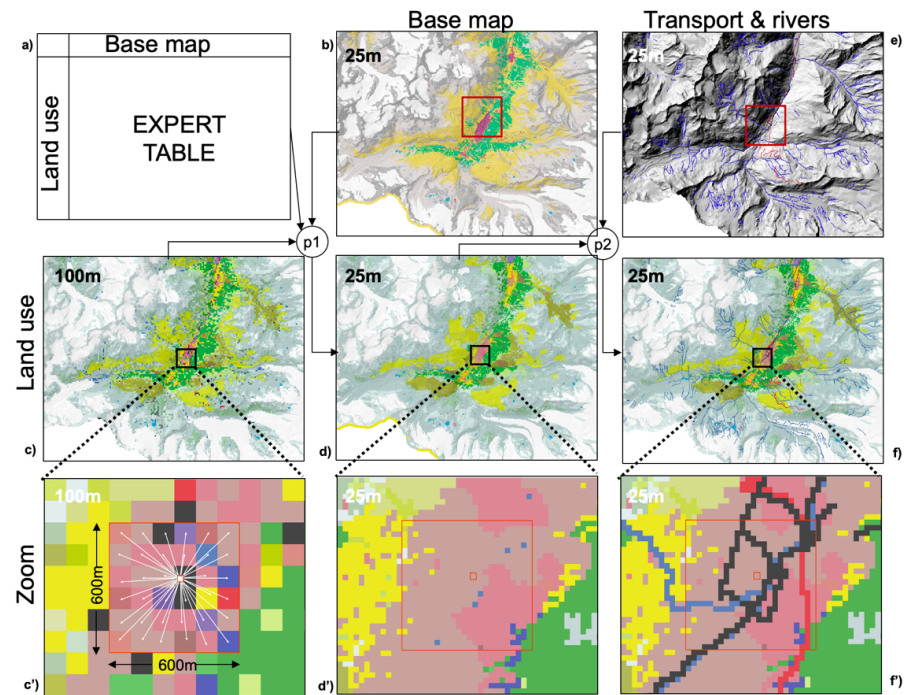 Base map
Transport & rivers
a)
Base map
b)
25m
25m
e)
Land use
EXPERT
TABLE
p1
p2
Land use
100m
25m
25m
c)
d)
f)
Zoom
100m
25m
25m
600m
600m
c')
d')
f')